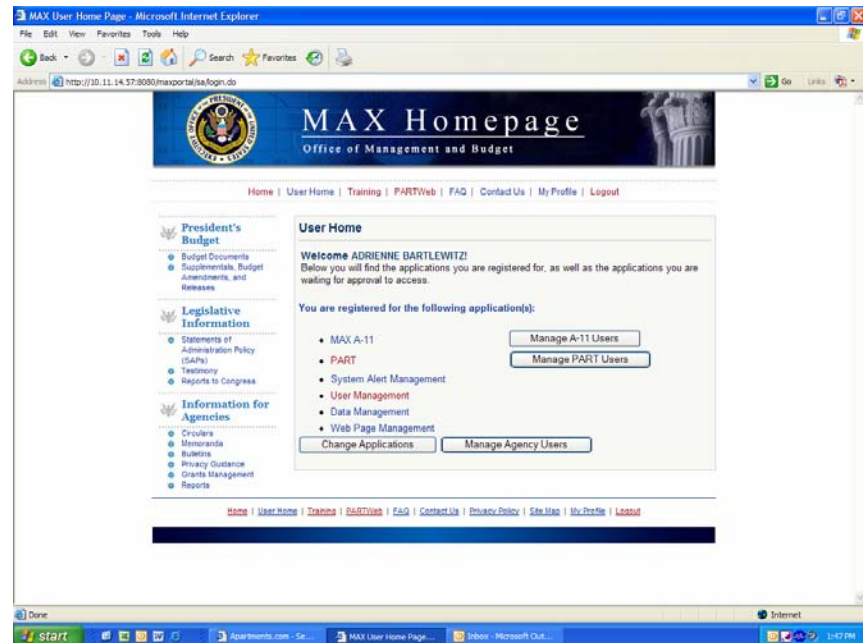 MAX User Home Page - Microsoft Internet Explorer
File Edit View Favorites Tools Help
Back Search Favorites
Address http://10.11.14.57:8080/maxportal/sa/login.do Go Links
MAX Homepage
Office of Management and Budget
Home | User Home | Training | PARTWeb | FAQ | Contact Us | My Profile | Logout
President's
Budget
Budget Documents
Supplementals, Budget
Amendments, and
Releases
Legislative
Information
Statements of
Administration Policy
(SAPs)
Testimony
Reports to Congress
Information for
Agencies
Circulars
Memoranda
Bulletins
Privacy Guidance
Grants Management
Reports
User Home
Welcome ADRIENNE BARTLEWITZ!
Below you will find the applications you are registered for, as well as the applications you are
waiting for approval to access.
You are registered for the following application(s):
MAX A-11 Manage A-11 Users
PART Manage PART Users
System Alert Management
User Management
Data Management
Web Page Management
Change Applications Manage Agency Users
Home | User Home | Training | PARTWeb | FAQ | Contact Us | Privacy Policy | Site Map | My Profile | Logout
Done Internet
start Apartments.com - Se... MAX User Home Page... Inbox - Microsoft Out... 1:47 PM